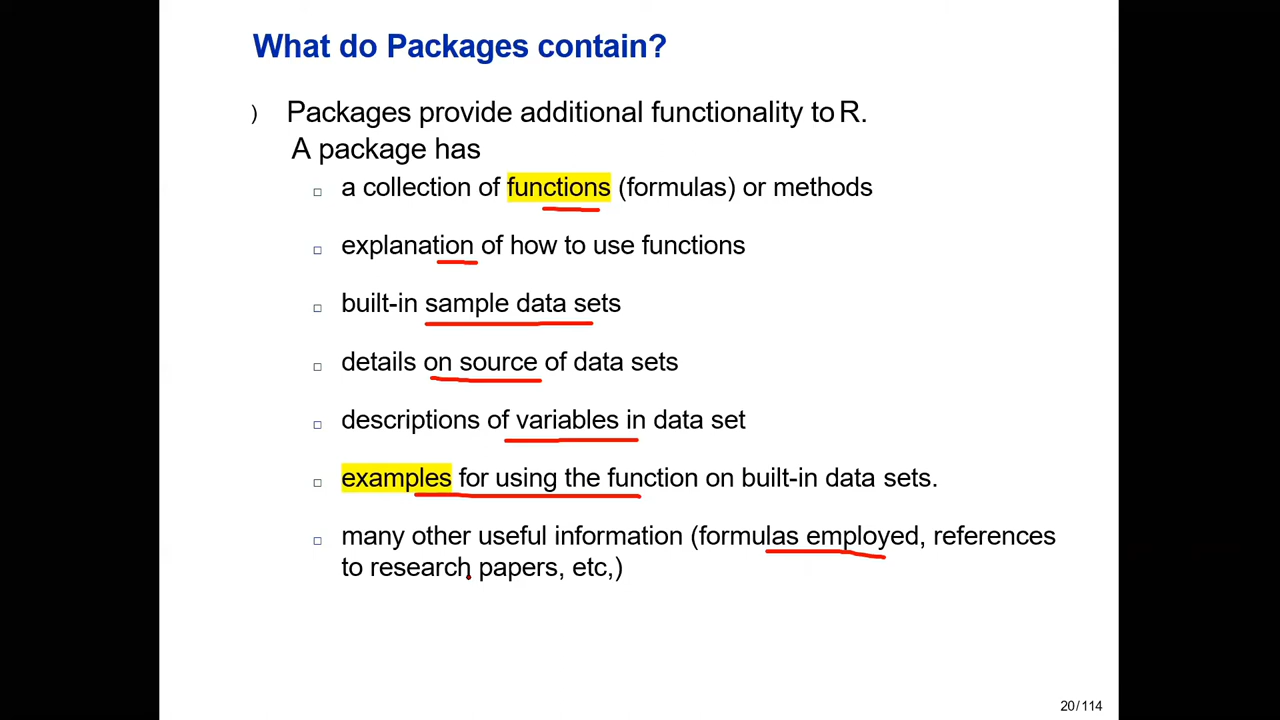 What do Packages contain?
) Packages provide additional functionality to R.
A package has
□ a collection of functions (formulas) or methods
□ explanation of how to use functions
□ built-in sample data sets
□ details on source of data sets
□ descriptions of variables in data set
□ examples for using the function on built-in data sets.
□ many other useful information (formulas employed, references
to research papers, etc,)
20/114